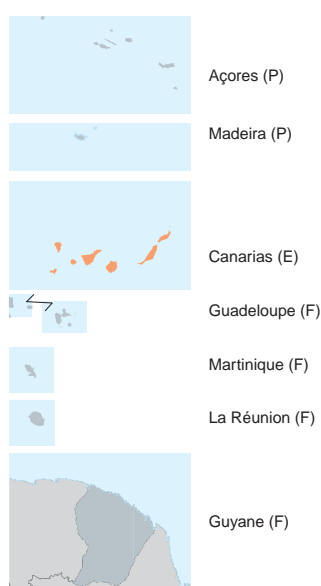 Açores (P)
Madeira (P)
Canarias (E)
Guadeloupe (F)
Martinique (F)
La Réunion (F)
Guyane (F)